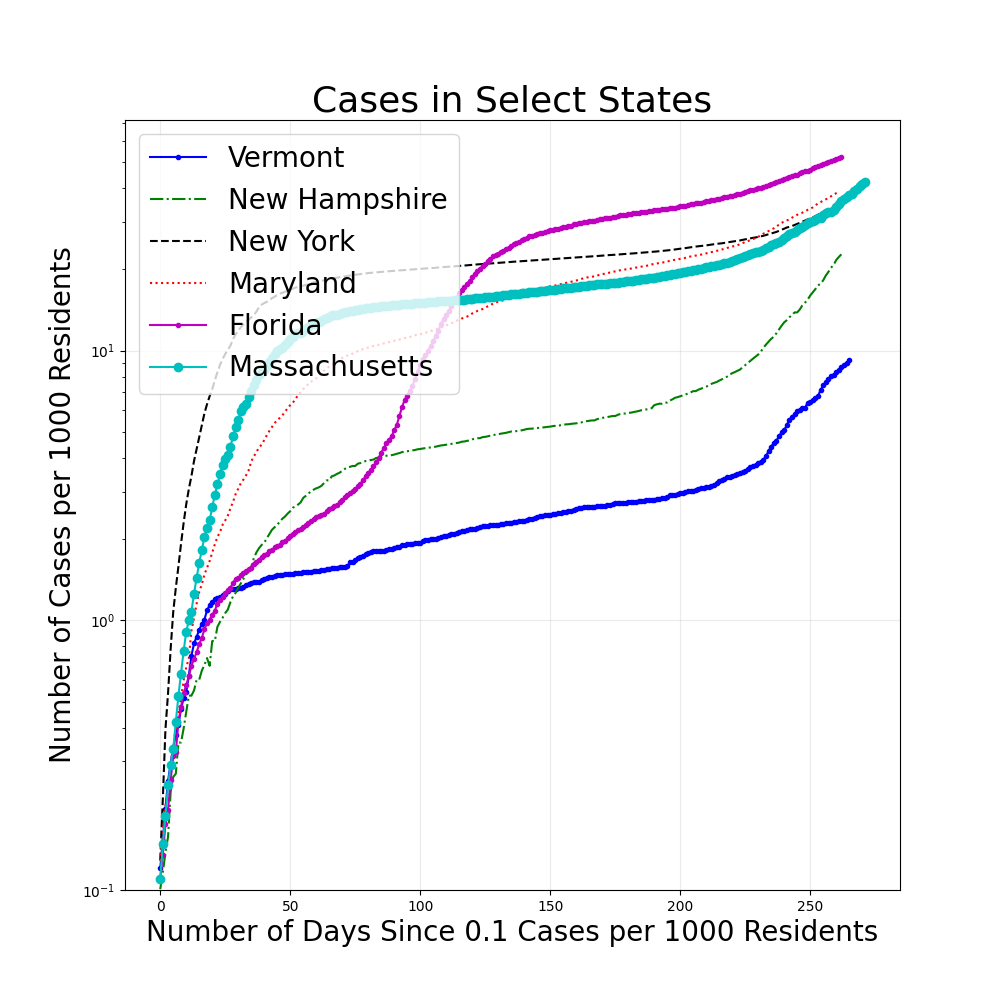 Cases in Select States
Number of Cases per 1000 Residents
Vermont
New Hampshire
New York
Maryland
Florida
Massachusetts
10¹
10⁰
10⁻¹
0 50 100 150 200 250
Number of Days Since 0.1 Cases per 1000 Residents